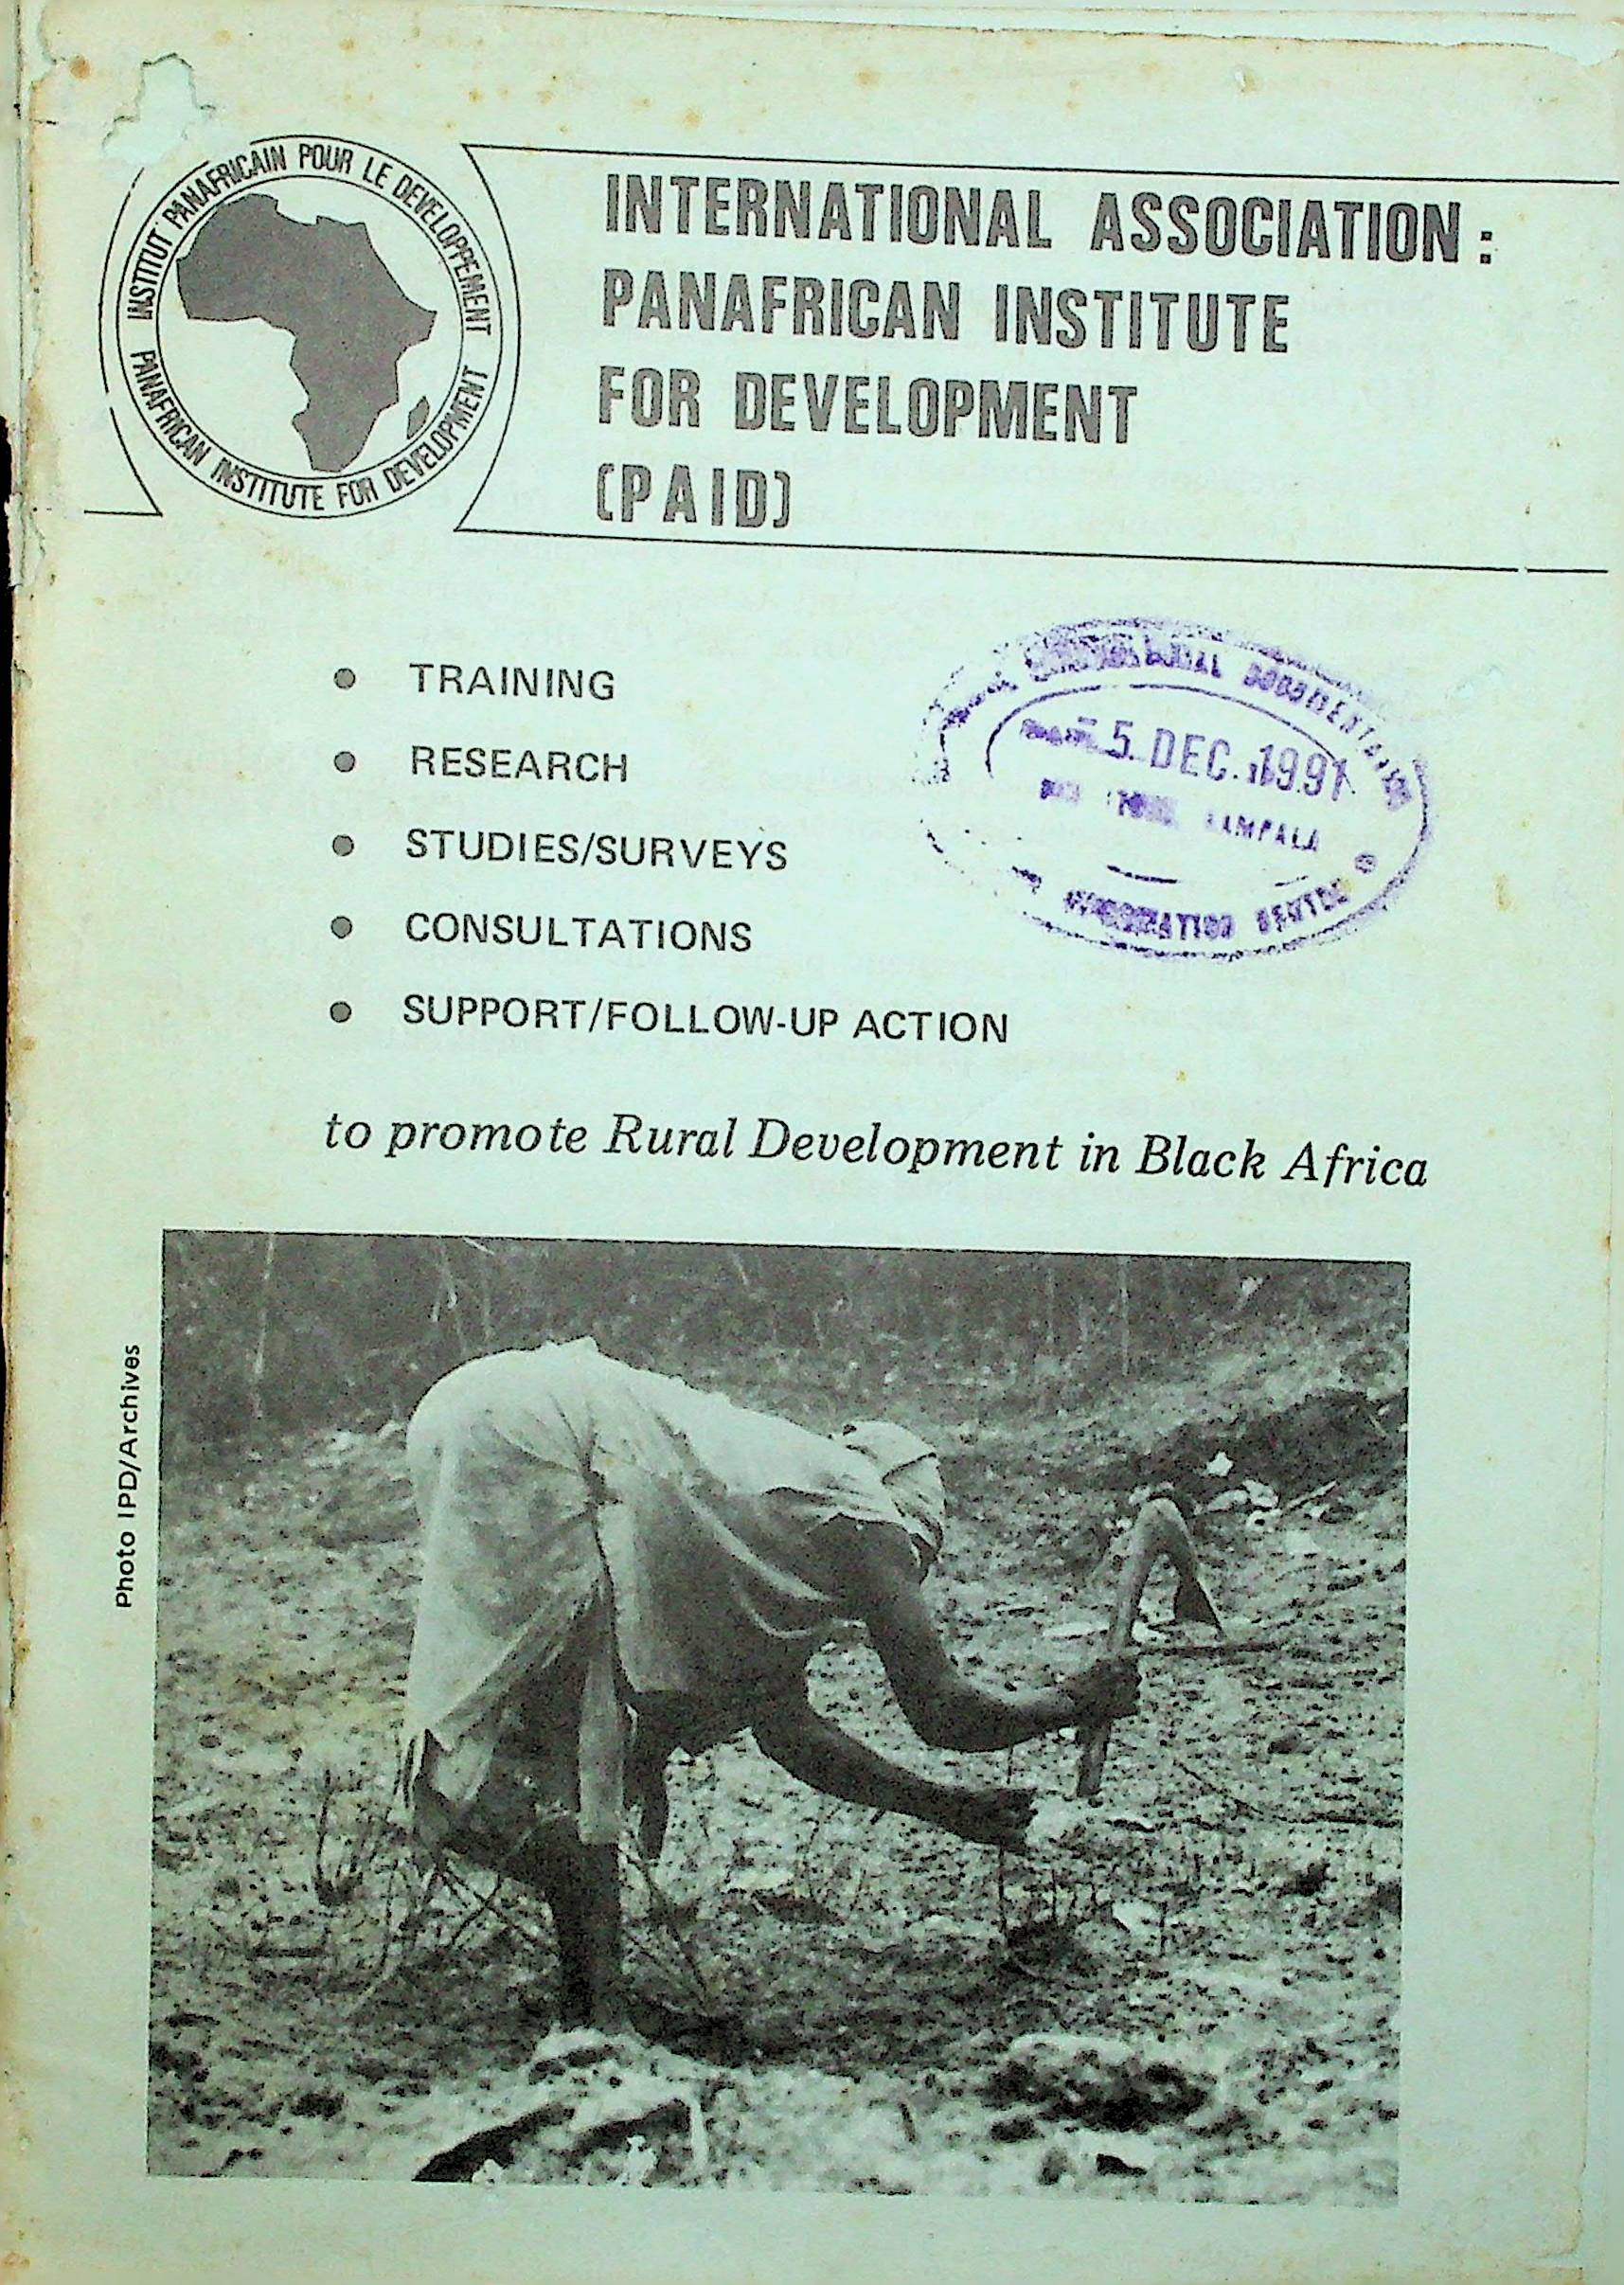 INSTITUT PANAFRICAIN POUR LE DEVELOPPEMENT
PANAFRICAN INSTITUTE FOR DEVELOPMENT
INTERNATIONAL ASSOCIATION :
PANAFRICAN INSTITUTE
FOR DEVELOPMENT
(PAID)
• TRAINING
• RESEARCH
• STUDIES/SURVEYS
• CONSULTATIONS
• SUPPORT/FOLLOW-UP ACTION
5 DEC. 1991
KAMPALA
CENTRE
to promote Rural Development in Black Africa
Photo IPD/Archives